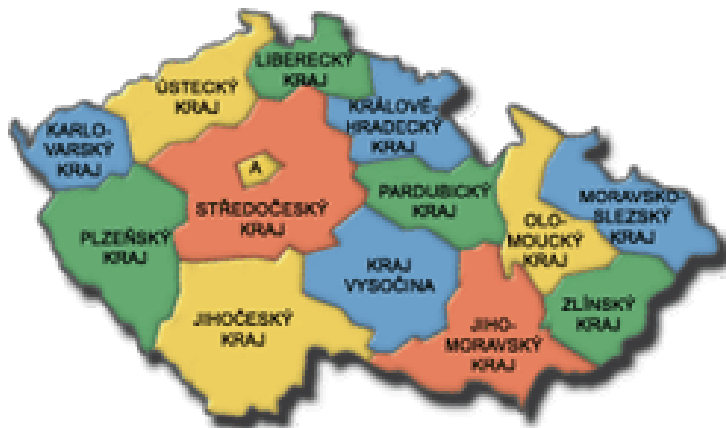 LIBERECKÝ
KRAJ
ÚSTECKÝ
KRAJ
KRÁLOVÉ-
HRADECKÝ
KRAJ
KARLO-
VARSKÝ
KRAJ
A
STŘEDOČESKÝ
KRAJ
PARDUBICKÝ
KRAJ
MORAVSKO-
SLEZSKÝ
KRAJ
PLZEŇSKÝ
KRAJ
OLO-
MOUCKÝ
KRAJ
KRAJ
VYSOČINA
ZLÍNSKÝ
KRAJ
JIHOČESKÝ
KRAJ
JIHO-
MORAVSKÝ
KRAJ